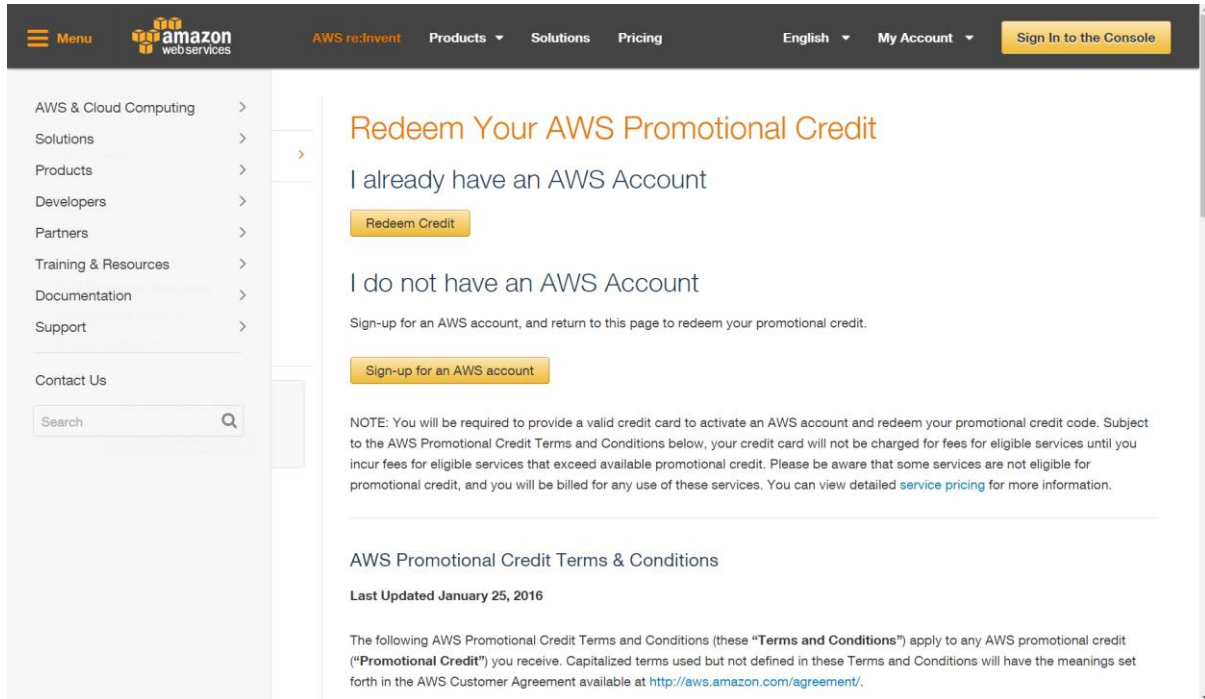 Menu
amazon
webservices
AWS re:Invent
Products
Solutions
Pricing
English
My Account
Sign In to the Console
AWS & Cloud Computing
Solutions
Products
Developers
Partners
Training & Resources
Documentation
Support
Contact Us
Search
Redeem Your AWS Promotional Credit
I already have an AWS Account
Redeem Credit
I do not have an AWS Account
Sign-up for an AWS account, and return to this page to redeem your promotional credit.
Sign-up for an AWS account
NOTE: You will be required to provide a valid credit card to activate an AWS account and redeem your promotional credit code. Subject
to the AWS Promotional Credit Terms and Conditions below, your credit card will not be charged for fees for eligible services until you
incur fees for eligible services that exceed available promotional credit. Please be aware that some services are not eligible for
promotional credit, and you will be billed for any use of these services. You can view detailed service pricing for more information.
AWS Promotional Credit Terms & Conditions
Last Updated January 25, 2016
The following AWS Promotional Credit Terms and Conditions (these “Terms and Conditions”) apply to any AWS promotional credit
(“Promotional Credit”) you receive. Capitalized terms used but not defined in these Terms and Conditions will have the meanings set
forth in the AWS Customer Agreement available at http://aws.amazon.com/agreement/.